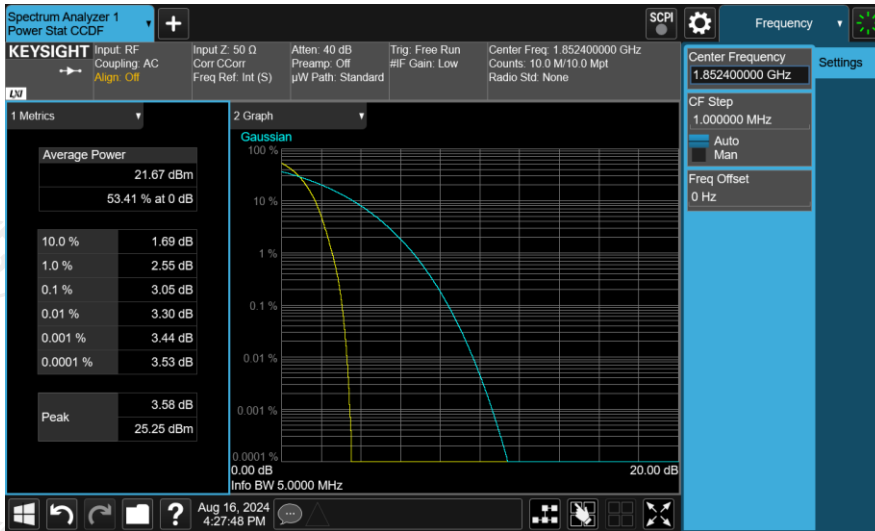 Spectrum Analyzer 1
Power Stat CCDF
+
SCPI
Frequency
KEYSIGHT
LXI
Input: RF
Coupling: AC
Align: Off
Input Z: 50 Ω
Corr CCorr
Freq Ref: Int (S)
Atten: 40 dB
Preamp: Off
µW Path: Standard
Trig: Free Run
#IF Gain: Low
Center Freq: 1.852400000 GHz
Counts: 10.0 M/10.0 Mpt
Radio Std: None
Center Frequency
1.852400000 GHz
Settings
CF Step
1.000000 MHz
Auto
Man
Freq Offset
0 Hz
1 Metrics
Average Power
21.67 dBm
53.41 % at 0 dB
10.0 % 1.69 dB
1.0 % 2.55 dB
0.1 % 3.05 dB
0.01 % 3.30 dB
0.001 % 3.44 dB
0.0001 % 3.53 dB
Peak
3.58 dB
25.25 dBm
2 Graph
Gaussian
100 %
10 %
1 %
0.1 %
0.01 %
0.001 %
0.0001 %
0.00 dB 20.00 dB
Info BW 5.0000 MHz
?
Aug 16, 2024
4:27:48 PM